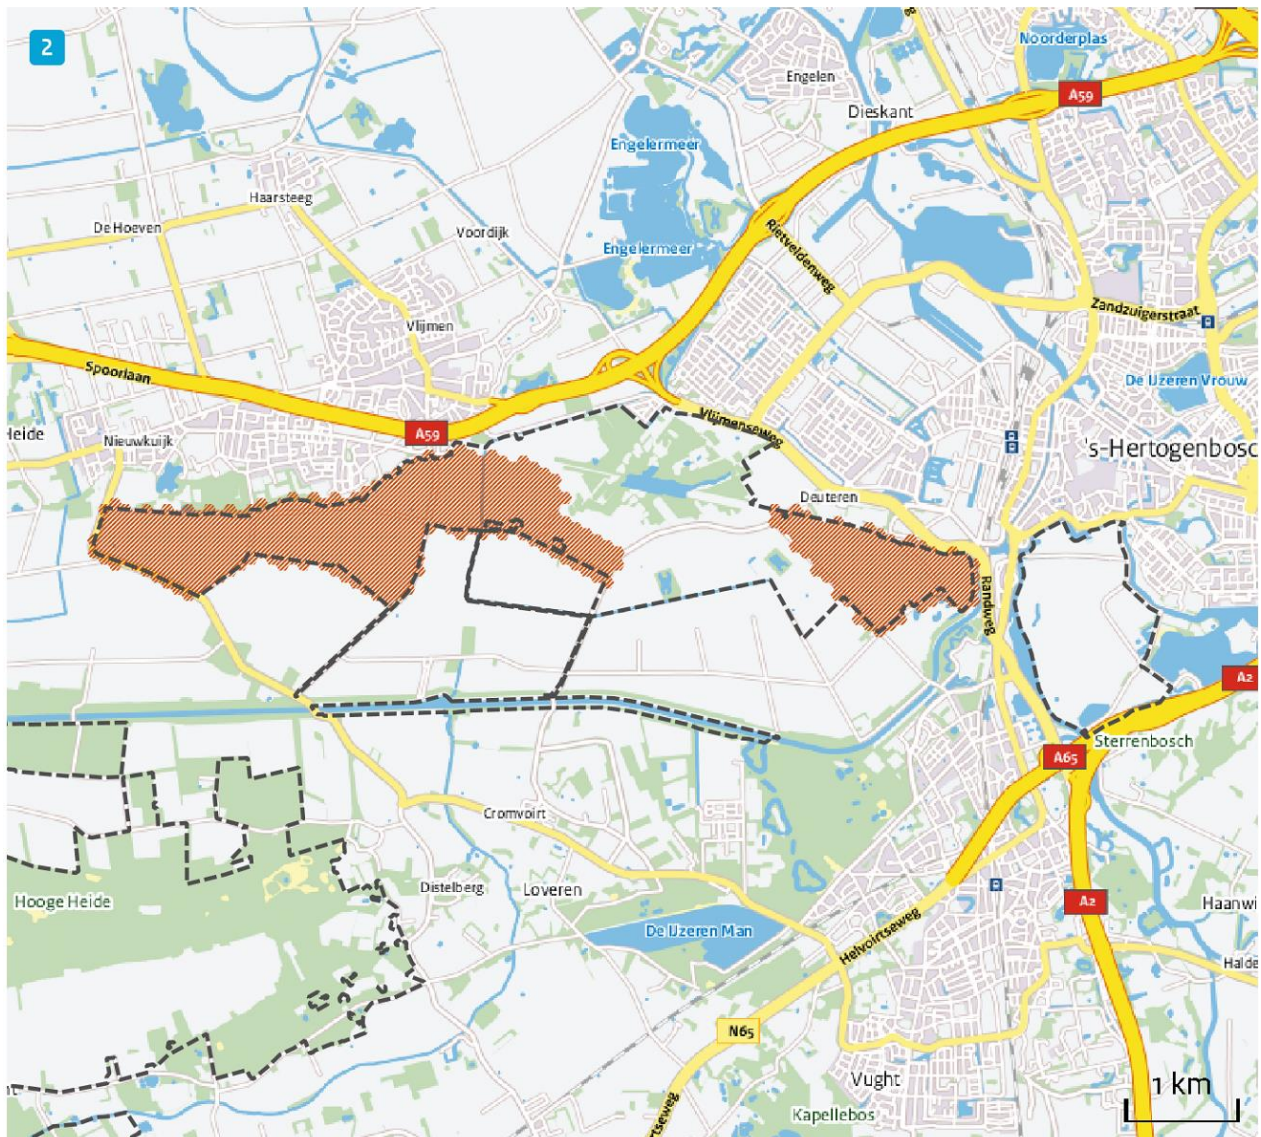 2
Noorderplas
Engelen
A59
Dieskant
Engelermeer
Haarsteeg
De Hoeven
Voordijk
Engelermeer
Rietveldenweg
Zandzuigerstraat
Vlijmen
Spoorlaan
De IJzeren Vrouw
Vlijmenseweg
A59
Heide
Nieuwkuijk
's-Hertogenbosc
Deuteren
Randweg
A2
Sterrenbosch
A65
Cromvoirt
Distelberg
Loveren
Hooge Heide
A2
Haanwi
De IJzeren Man
Helvoirtseweg
Halde
N65
Vught
1 km
Kapellebos
rtseweg